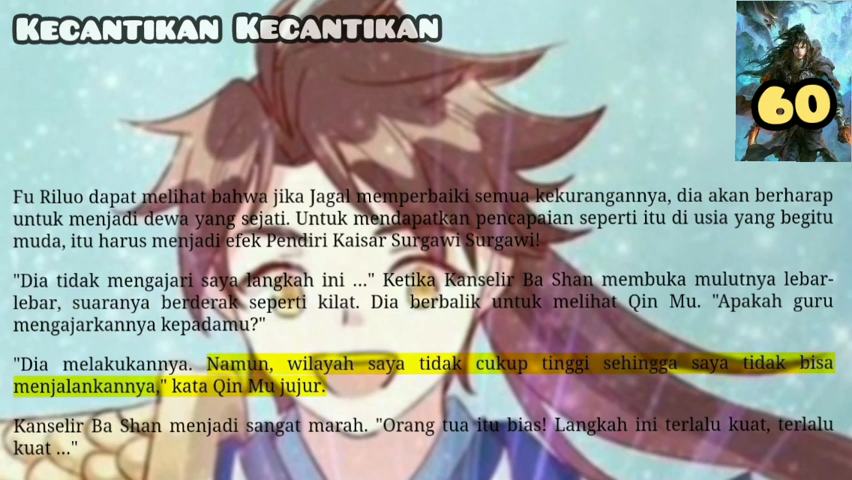 Kecantikan Kecantikan
60
Fu Riluo dapat melihat bahwa jika Jagal memperbaiki semua kekurangannya, dia akan berharap
untuk menjadi dewa yang sejati. Untuk mendapatkan pencapaian seperti itu di usia yang begitu
muda, itu harus menjadi efek Pendiri Kaisar Surgawi Surgawi!
"Dia tidak mengajari saya langkah ini ..." Ketika Kanselir Ba Shan membuka mulutnya lebar-
lebar, suaranya berderak seperti kilat. Dia berbalik untuk melihat Qin Mu. "Apakah guru
mengajarkannya kepadamu?"
"Dia melakukannya. Namun, wilayah saya tidak cukup tinggi sehingga saya tidak bisa
menjalankannya," kata Qin Mu jujur.
Kanselir Ba Shan menjadi sangat marah. "Orang tua itu bias! Langkah ini terlalu kuat, terlalu
kuat ..."